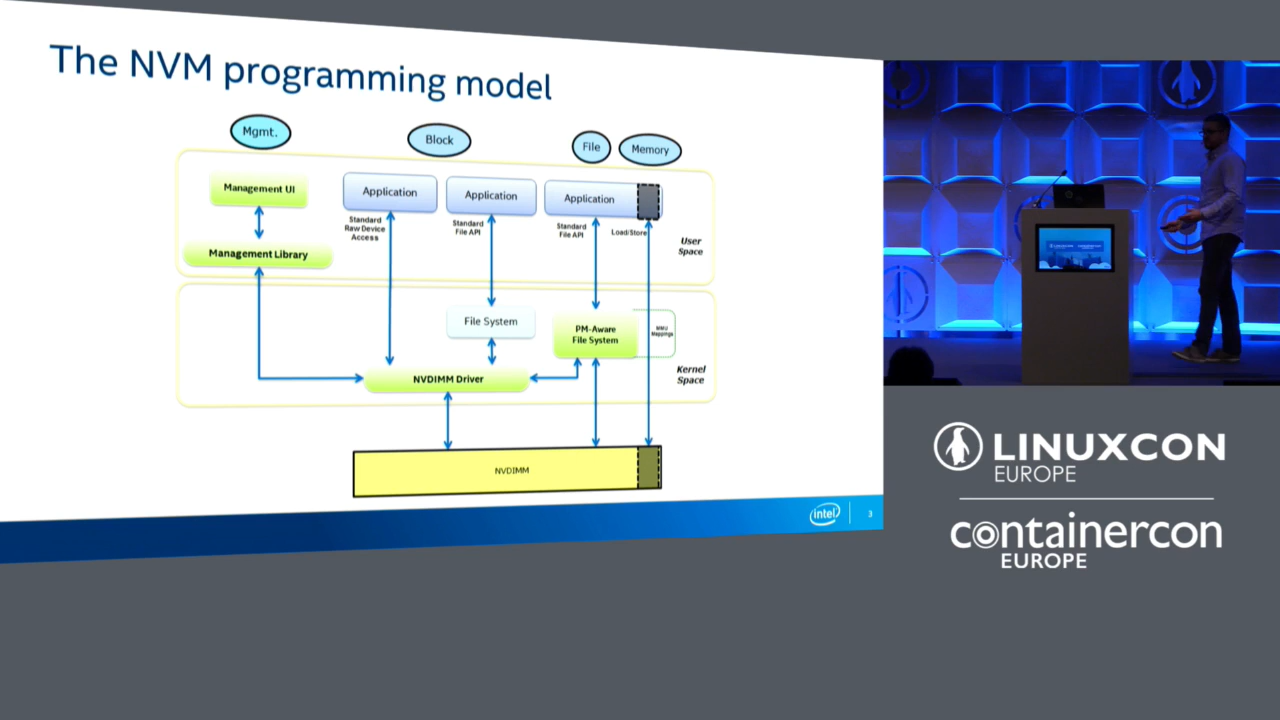 The NVM programming model
Mgmt.
Block
File
Memory
Management UI
Application
Application
Application
Standard
Raw Device
Access
Standard
File API
Standard
File API
Load/Store
User
Space
Management Library
File System
PM-Aware
File System
MMU
Mappings
Kernel
Space
NVDIMM Driver
NVDIMM
intel
3
LINUXCON
EUROPE
containercon
EUROPE